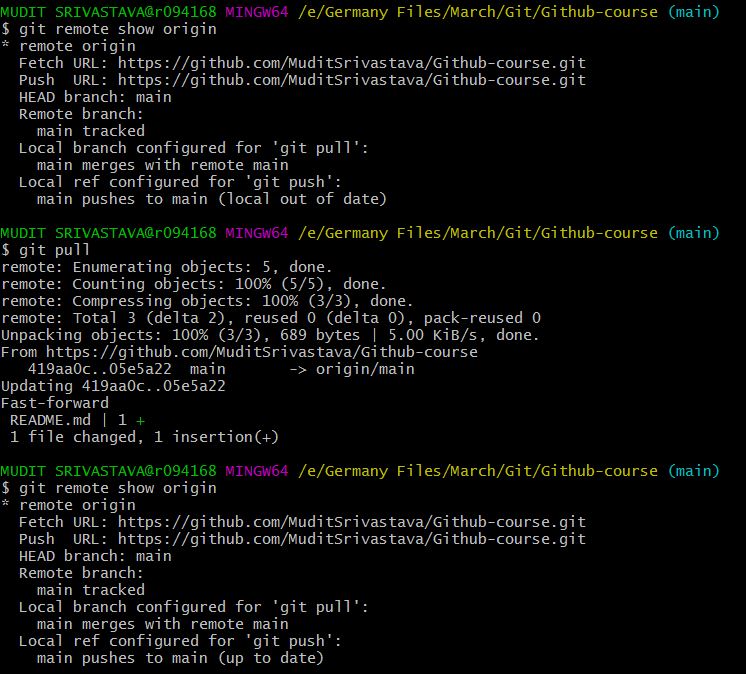 MUDIT SRIVASTAVA@r094168 MINGW64 /e/Germany Files/March/Git/Github-course (main)
$ git remote show origin
* remote origin
  Fetch URL: https://github.com/MuditSrivastava/Github-course.git
  Push  URL: https://github.com/MuditSrivastava/Github-course.git
  HEAD branch: main
  Remote branch:
    main tracked
  Local branch configured for 'git pull':
    main merges with remote main
  Local ref configured for 'git push':
    main pushes to main (local out of date)
MUDIT SRIVASTAVA@r094168 MINGW64 /e/Germany Files/March/Git/Github-course (main)
$ git pull
remote: Enumerating objects: 5, done.
remote: Counting objects: 100% (5/5), done.
remote: Compressing objects: 100% (3/3), done.
remote: Total 3 (delta 2), reused 0 (delta 0), pack-reused 0
Unpacking objects: 100% (3/3), 689 bytes | 5.00 KiB/s, done.
From https://github.com/MuditSrivastava/Github-course
   419aa0c..05e5a22  main       -> origin/main
Updating 419aa0c..05e5a22
Fast-forward
 README.md | 1 +
 1 file changed, 1 insertion(+)
MUDIT SRIVASTAVA@r094168 MINGW64 /e/Germany Files/March/Git/Github-course (main)
$ git remote show origin
* remote origin
  Fetch URL: https://github.com/MuditSrivastava/Github-course.git
  Push  URL: https://github.com/MuditSrivastava/Github-course.git
  HEAD branch: main
  Remote branch:
    main tracked
  Local branch configured for 'git pull':
    main merges with remote main
  Local ref configured for 'git push':
    main pushes to main (up to date)